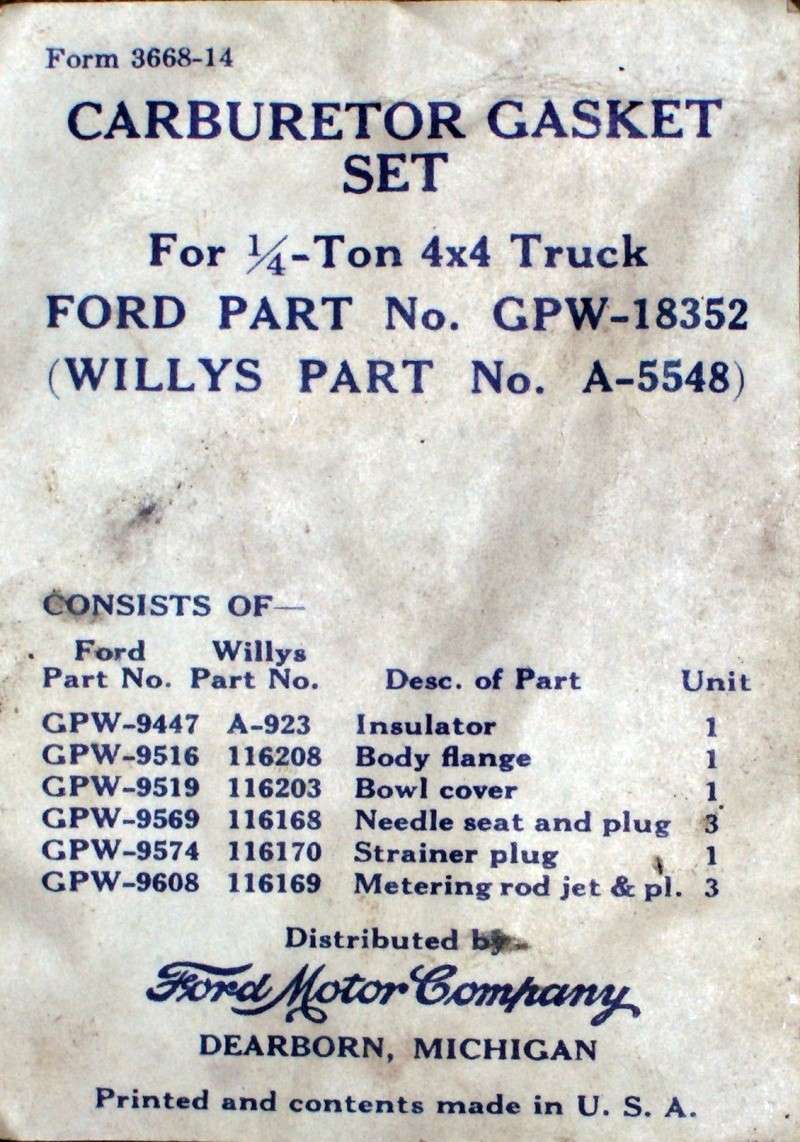 Form 3668-14
CARBURETOR GASKET
SET
For ¼-Ton 4x4 Truck
FORD PART No. GPW-18352
(WILLYS PART No. A-5548)
CONSISTS OF—
Ford Willys
Part No. Part No. Desc. of Part Unit
GPW-9447 A-923 Insulator 1
GPW-9516 116208 Body flange 1
GPW-9519 116203 Bowl cover 1
GPW-9569 116168 Needle seat and plug 3
GPW-9574 116170 Strainer plug 1
GPW-9608 116169 Metering rod jet & pl. 3
Distributed by
Ford Motor Company
DEARBORN, MICHIGAN
Printed and contents made in U. S. A.